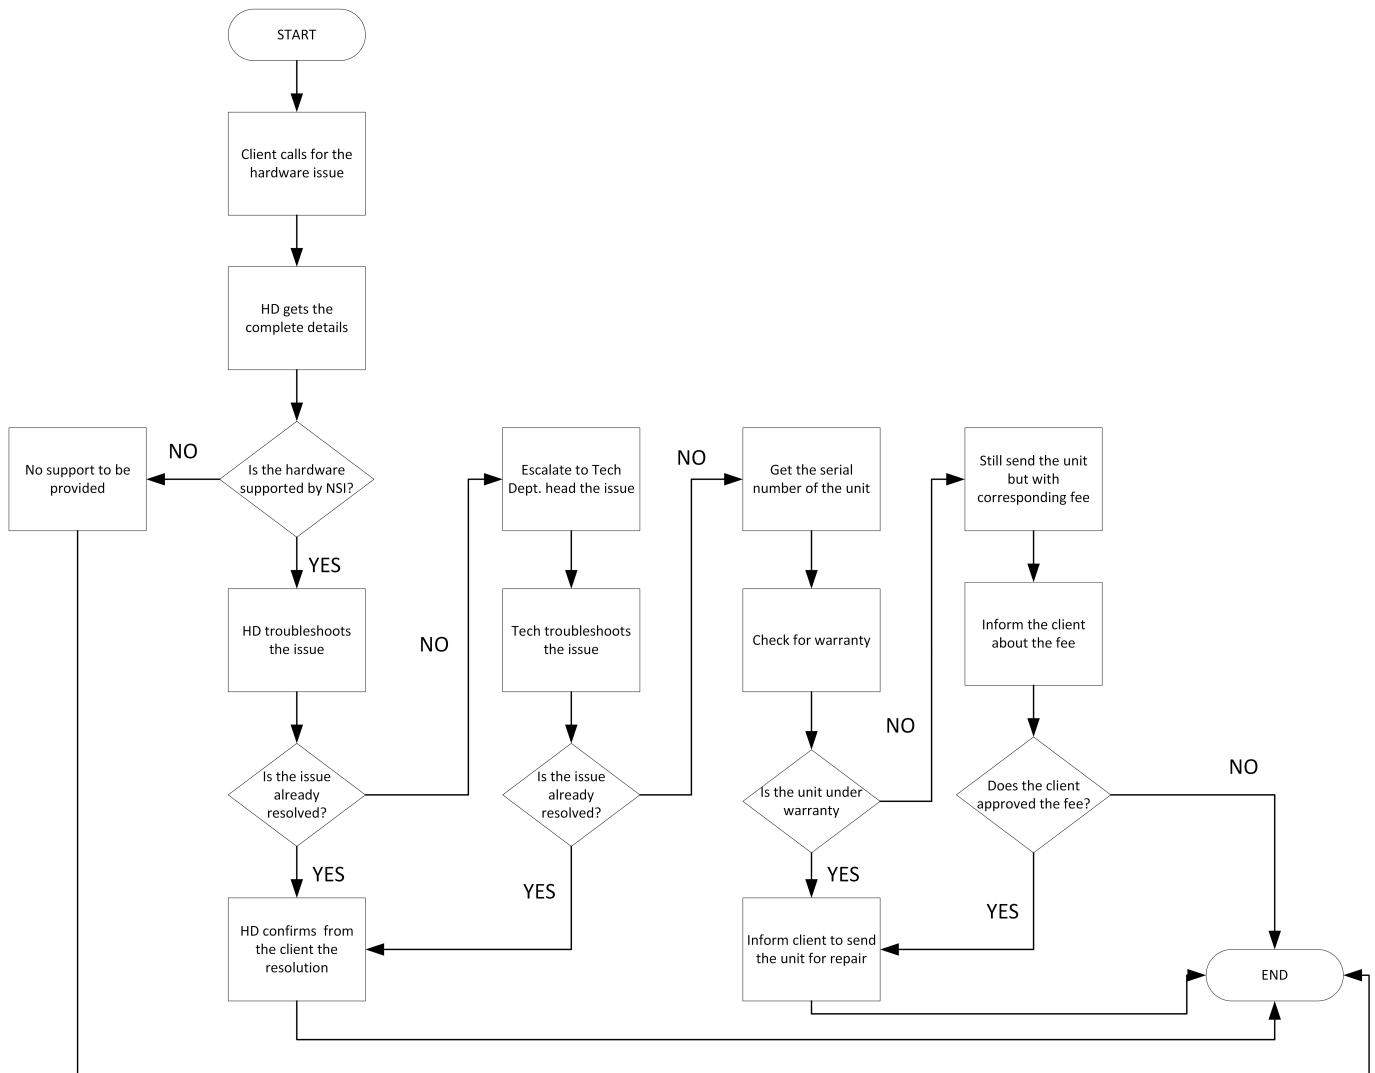 START
Client calls for the
hardware issue
HD gets the
complete details
NO
No support to be
provided
Is the hardware
supported by NSI?
YES
HD troubleshoots
the issue
NO
Is the issue
already
resolved?
YES
HD confirms  from
the client the
resolution
Escalate to Tech
Dept. head the issue
Tech troubleshoots
the issue
Is the issue
already
resolved?
YES
NO
Get the serial
number of the unit
Check for warranty
Is the unit under
warranty
YES
Inform client to send
the unit for repair
NO
Still send the unit
but with
corresponding fee
Inform the client
about the fee
Does the client
approved the fee?
YES
NO
END